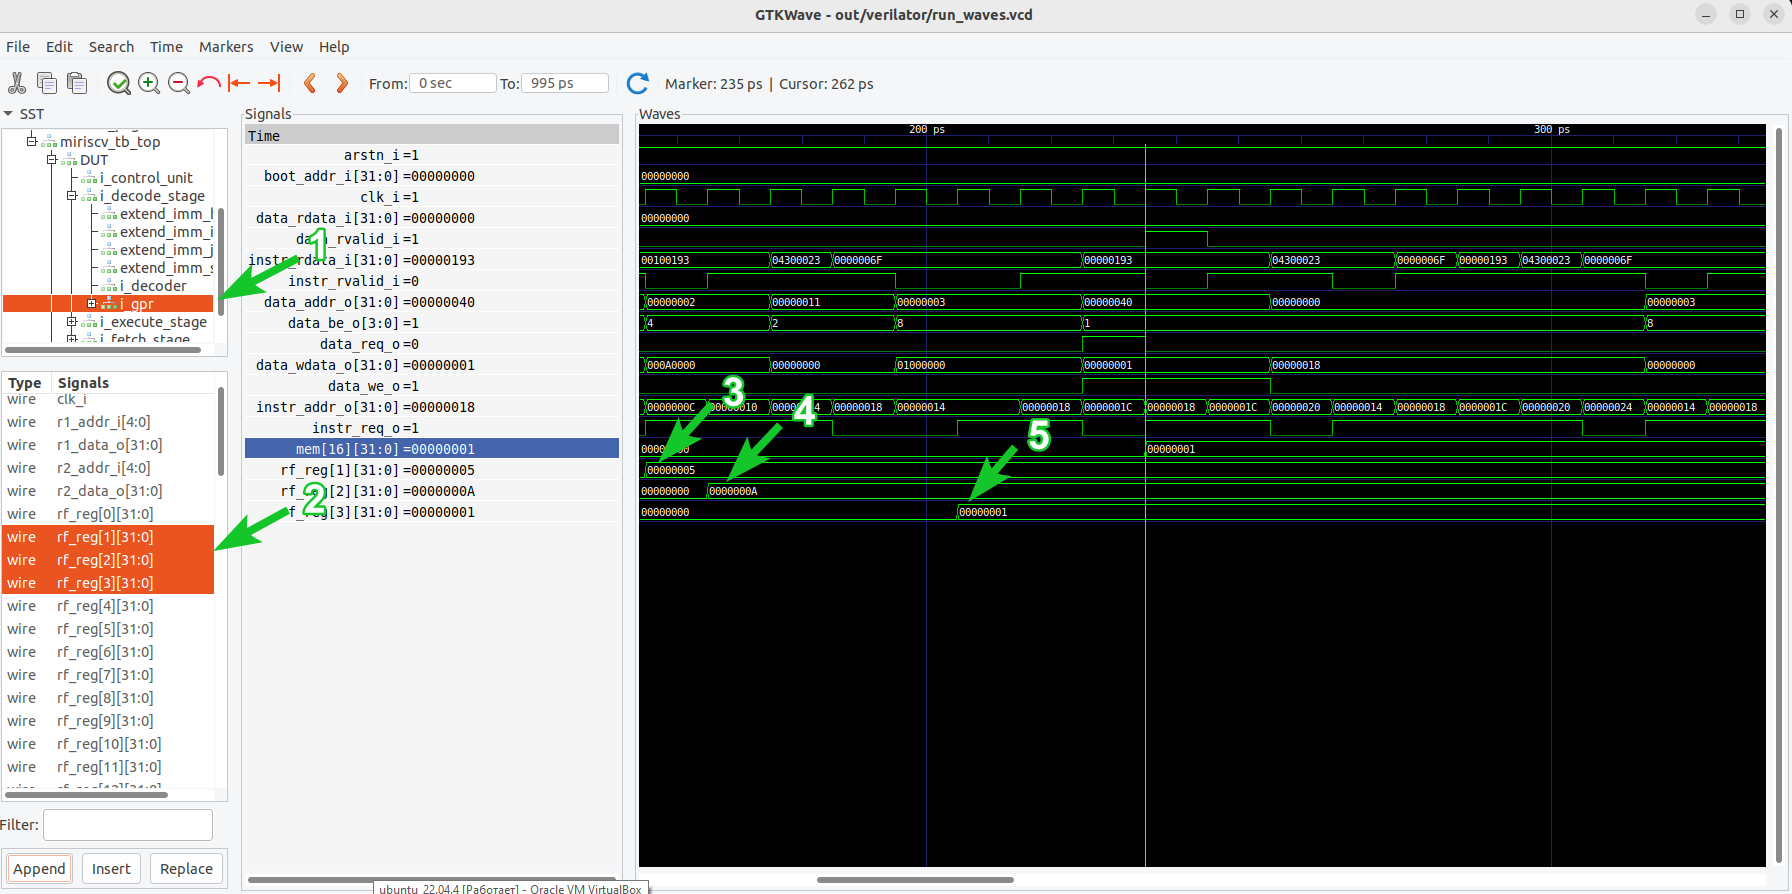 GTKWave - out/verilator/run_waves.vcd
File Edit Search Time Markers View Help
From: 0 sec To: 995 ps Marker: 235 ps | Cursor: 262 ps
SST
miriscv_tb_top
DUT
i_control_unit
i_decode_stage
extend_imm_
extend_imm_i
extend_imm_j
extend_imm_s
i_decoder
i_gpr
i_execute_stage
i_fetch_stage
Type Signals
wire clk_i
wire r1_addr_i[4:0]
wire r1_data_o[31:0]
wire r2_addr_i[4:0]
wire r2_data_o[31:0]
wire rf_reg[0][31:0]
wire rf_reg[1][31:0]
wire rf_reg[2][31:0]
wire rf_reg[3][31:0]
wire rf_reg[4][31:0]
wire rf_reg[5][31:0]
wire rf_reg[6][31:0]
wire rf_reg[7][31:0]
wire rf_reg[8][31:0]
wire rf_reg[9][31:0]
wire rf_reg[10][31:0]
wire rf_reg[11][31:0]
Filter:
Append Insert Replace
Signals
Time
arstn_i=1
boot_addr_i[31:0]=00000000
clk_i=1
data_rdata_i[31:0]=00000000
data_rvalid_i=1
instr_rdata_i[31:0]=00000193
instr_rvalid_i=0
data_addr_o[31:0]=00000040
data_be_o[3:0]=1
data_req_o=0
data_wdata_o[31:0]=00000001
data_we_o=1
instr_addr_o[31:0]=00000018
instr_req_o=1
mem[16][31:0]=00000001
rf_reg[1][31:0]=00000005
rf_reg[2][31:0]=0000000A
rf_reg[3][31:0]=00000001
1
2
Waves
200 ps 300 ps
00000000
00000000
00100193 04300023 0000006F 00000193 04300023 0000006F 00000193 04300023 0000006F
00000002 00000011 00000003 00000040 00000000 00000003
4 2 8 1 8
000A0000 00000000 01000000 00000001 00000018 00000000
0000000C 00000018 00000014 00000018 0000001C 00000018 0000001C 00000020 00000014 00000018 0000001C 00000020 00000024 00000014 00000018
00000001
00000005
00000000 0000000A
00000000 00000001
3
4
5
ubuntu_22.04.4 [Работает] - Oracle VM VirtualBox